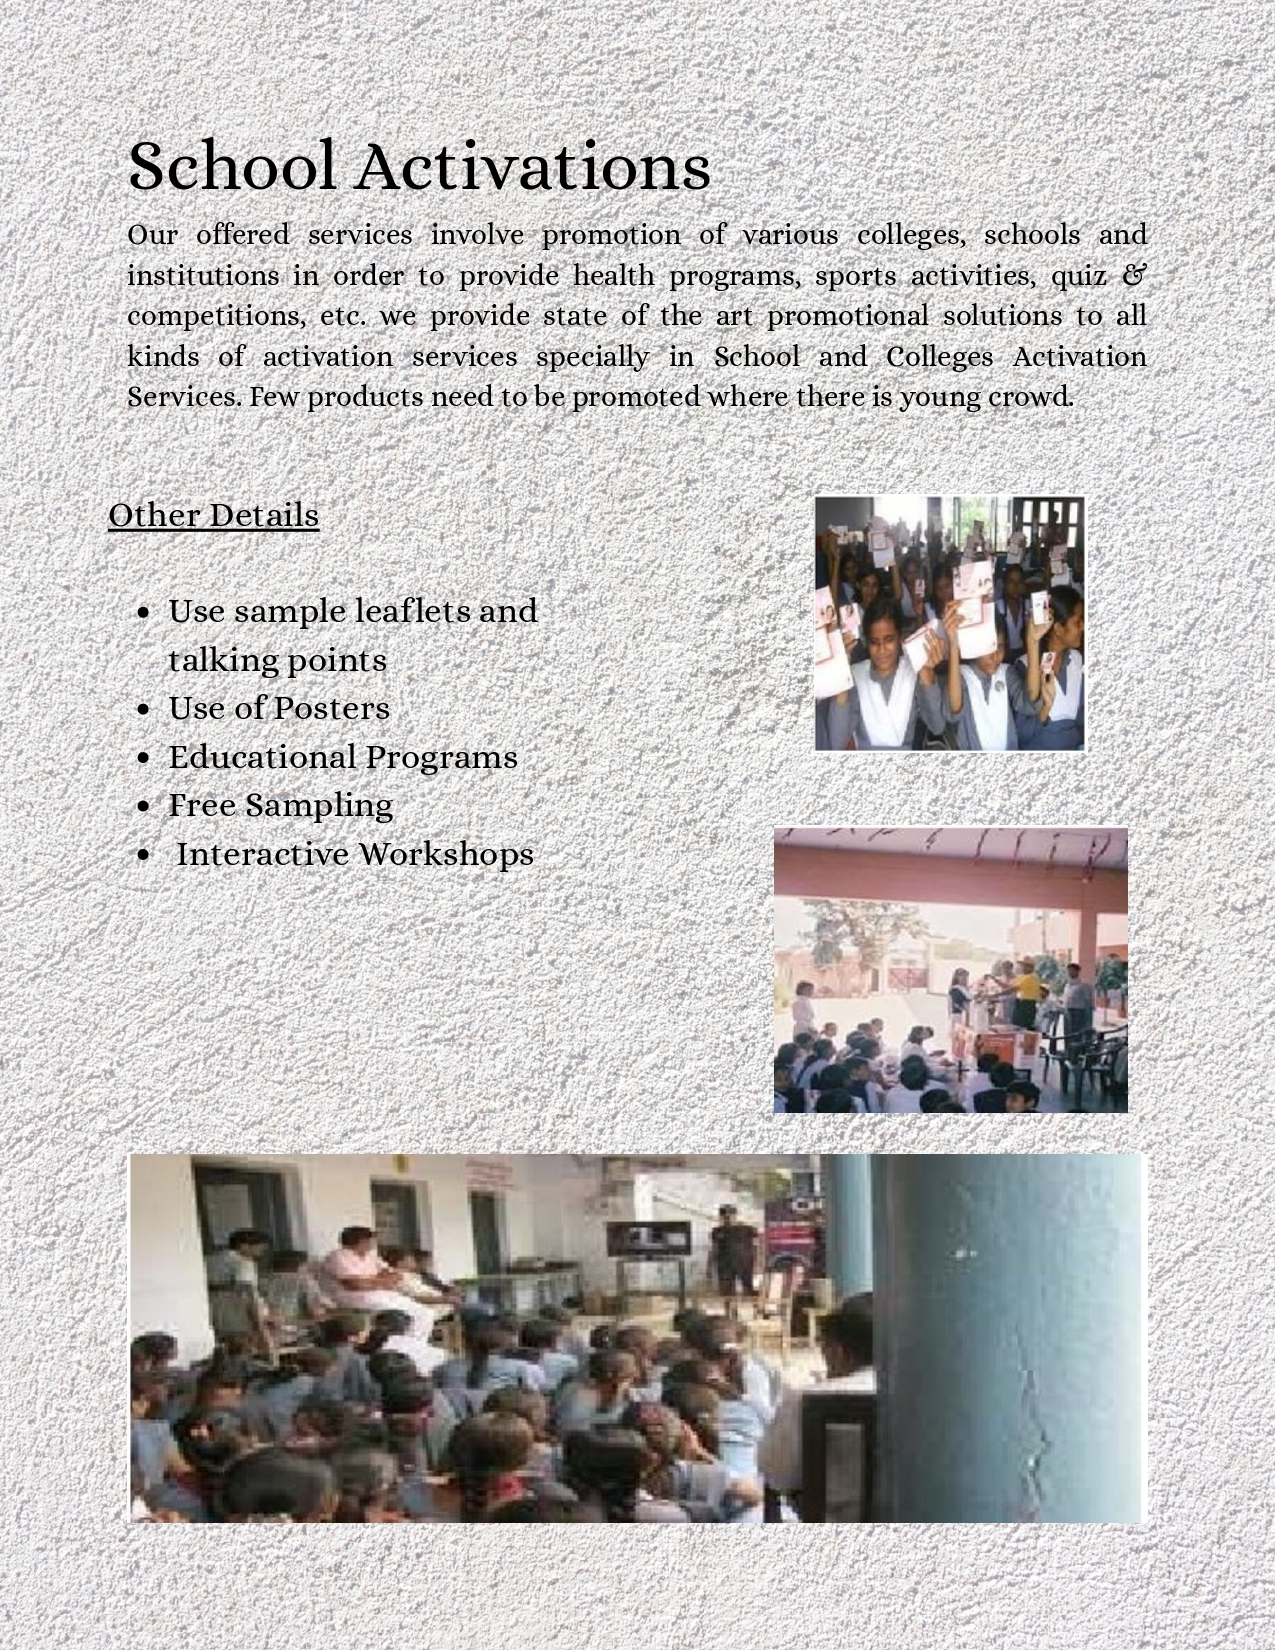 School Activations
Our offered services involve promotion of various colleges, schools and
institutions in order to provide health programs, sports activities, quiz &
competitions, etc. we provide state of the art promotional solutions to all
kinds of activation services specially in School and Colleges Activation
Services. Few products need to be promoted where there is young crowd.
Other Details
• Use sample leaflets and
talking points
• Use of Posters
• Educational Programs
• Free Sampling
• Interactive Workshops